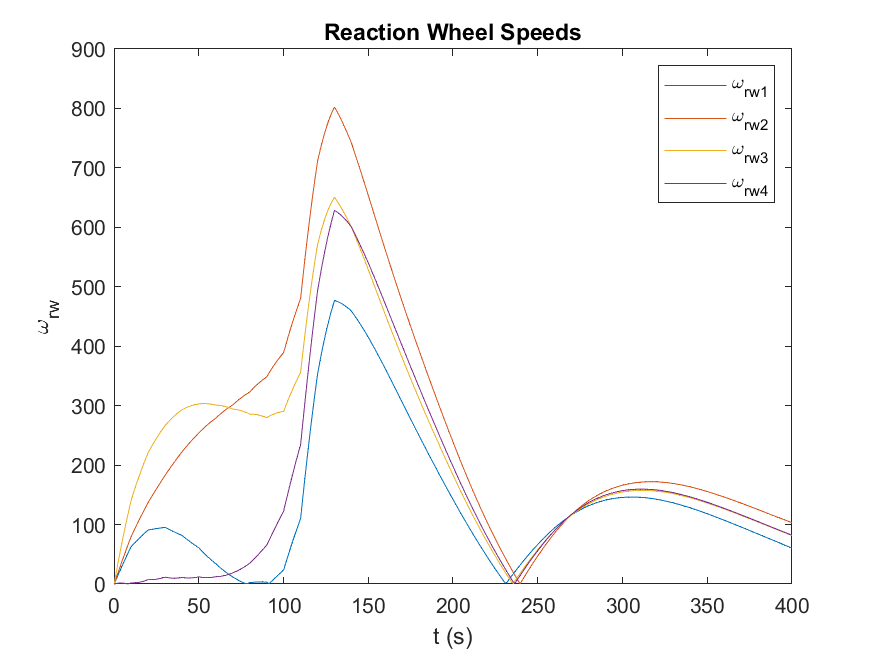 Reaction Wheel Speeds
900
800
700
600
500
400
300
200
100
0
ω_rw
ω_rw1
ω_rw2
ω_rw3
ω_rw4
0 50 100 150 200 250 300 350 400
t (s)